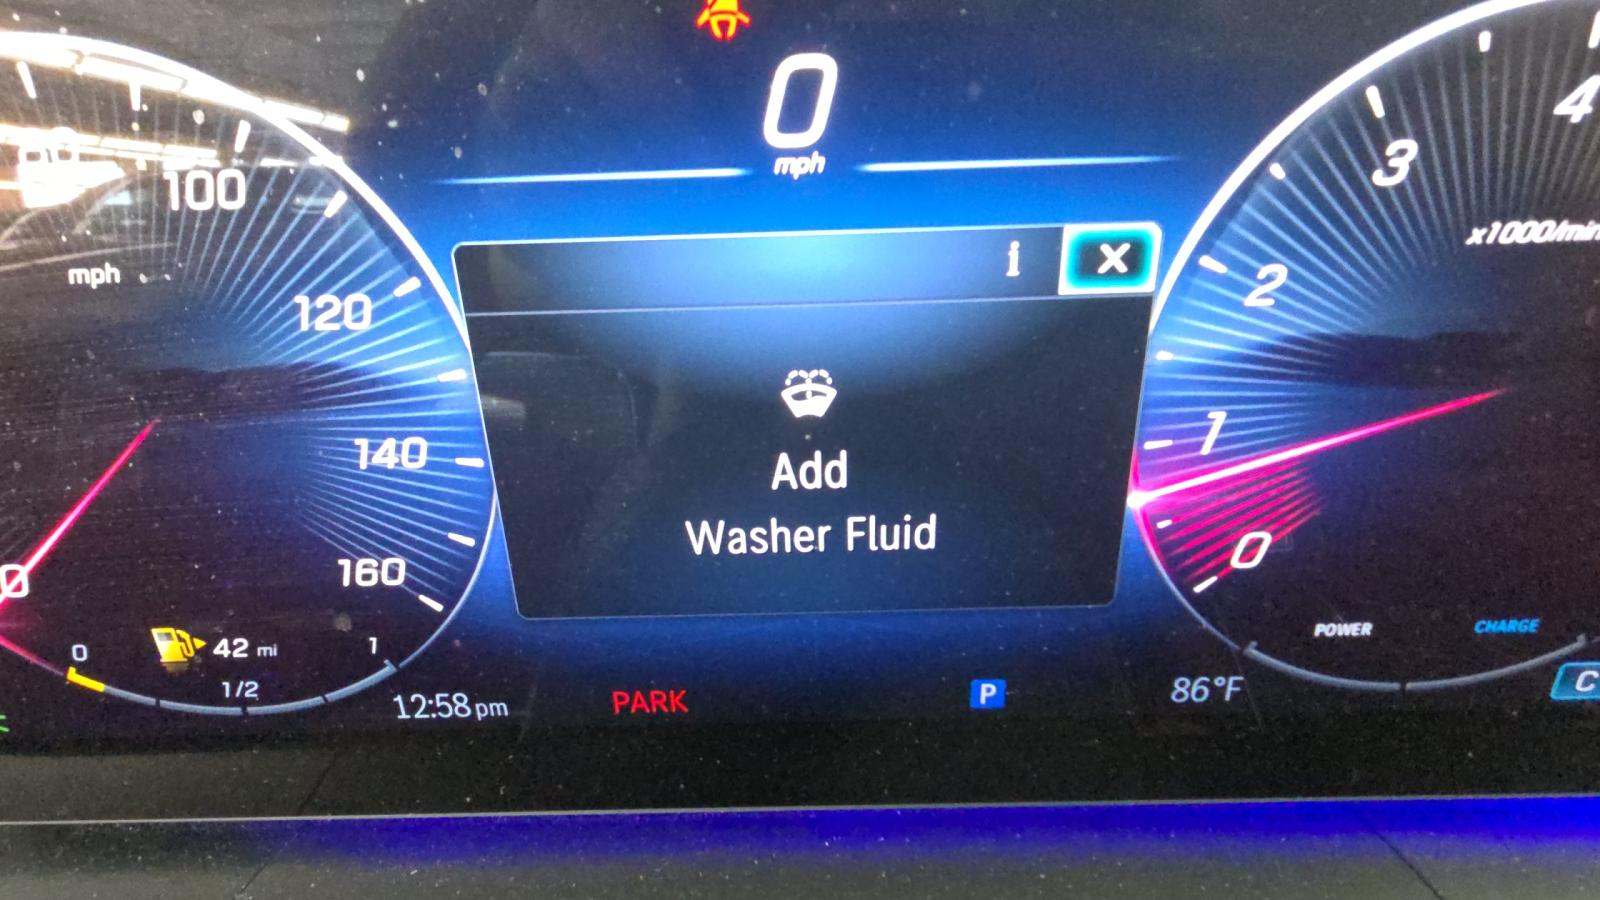 0
mph
100
mph
120
140
160
0
0
42 mi
1
1/2
12:58 pm
i
X
Add
Washer Fluid
PARK
P
86°F
4
3
x1000/min
2
1
0
POWER
CHARGE
C